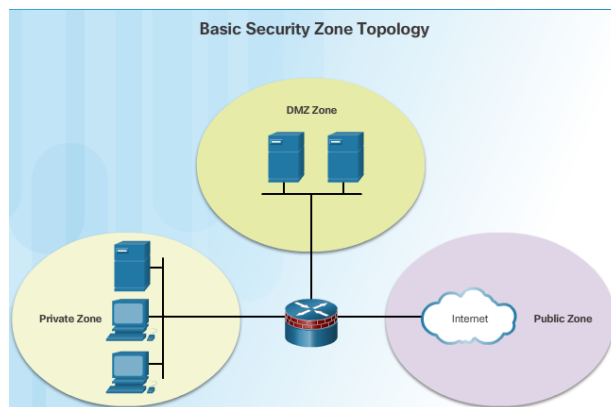 Basic Security Zone Topology
DMZ Zone
Private Zone
Internet
Public Zone